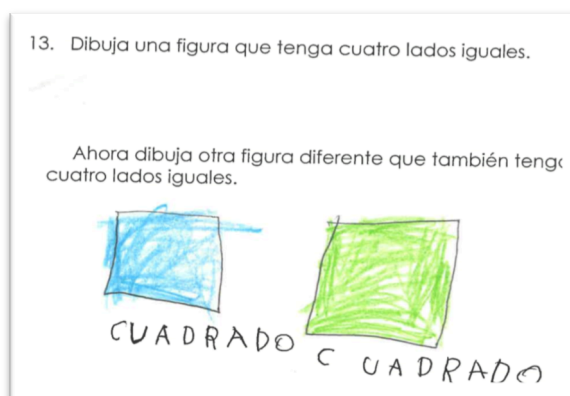 13. Dibuja una figura que tenga cuatro lados iguales.
Ahora dibuja otra figura diferente que también tenga
cuatro lados iguales.
CUADRADO
C UADRADO